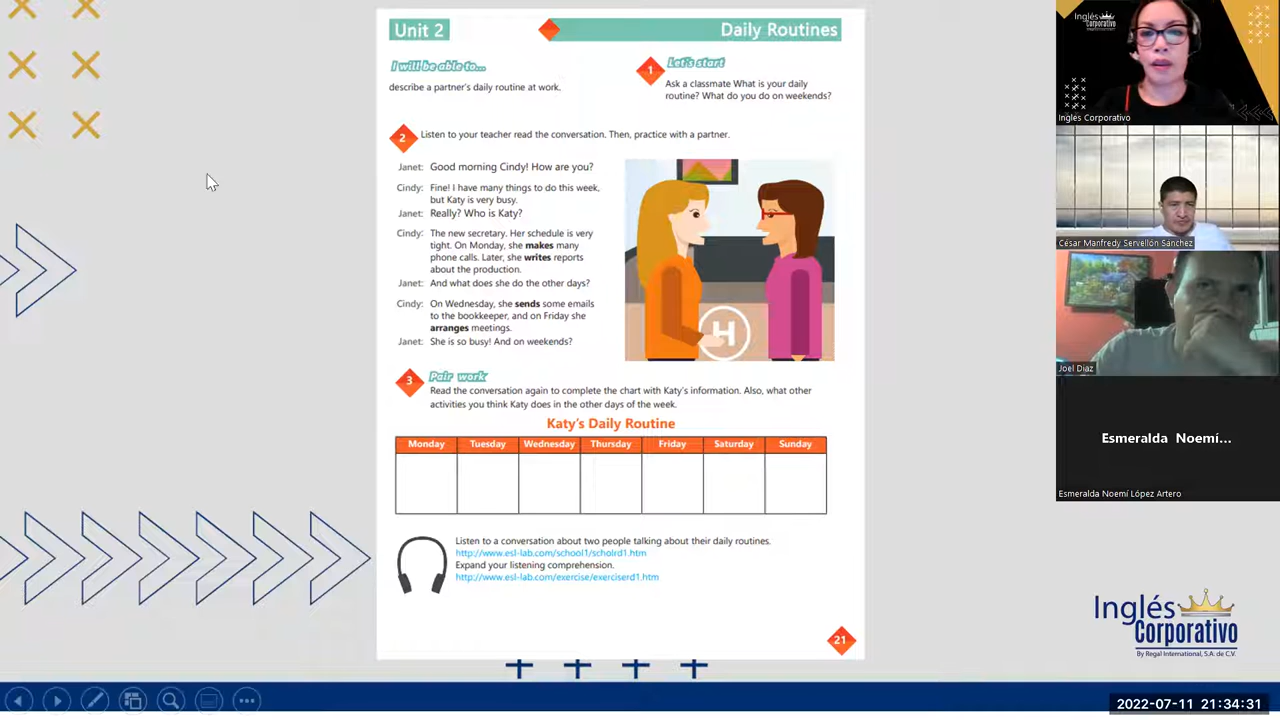 Unit 2
Daily Routines
I will be able to...
describe a partner's daily routine at work.
1
Let's start
Ask a classmate What is your daily
routine? What do you do on weekends?
2
Listen to your teacher read the conversation. Then, practice with a partner.
Janet: Good morning Cindy! How are you?
Cindy: Fine! I have many things to do this week,
but Katy is very busy.
Janet: Really? Who is Katy?
Cindy: The new secretary. Her schedule is very
tight. On Monday, she makes many
phone calls. Later, she writes reports
about the production.
Janet: And what does she do the other days?
Cindy: On Wednesday, she sends some emails
to the bookkeeper, and on Friday she
arranges meetings.
Janet: She is so busy! And on weekends?
H
3
Pair work
Read the conversation again to complete the chart with Katy's information. Also, what other
activities you think Katy does in the other days of the week.
Katy's Daily Routine
Monday Tuesday Wednesday Thursday Friday Saturday Sunday
Listen to a conversation about two people talking about their daily routines.
http://www.esl-lab.com/school1/scholrd1.htm
Expand your listening comprehension.
http://www.esl-lab.com/exercise/exerciserd1.htm
21
Inglés
Corporativo
Inglés Corporativo
César Manfredy Servellón Sánchez
Joel Diaz
Esmeralda Noemí...
Esmeralda Noemí López Artero
Inglés
Corporativo
By Regal International, S.A. de C.V.
2022-07-11 21:34:31